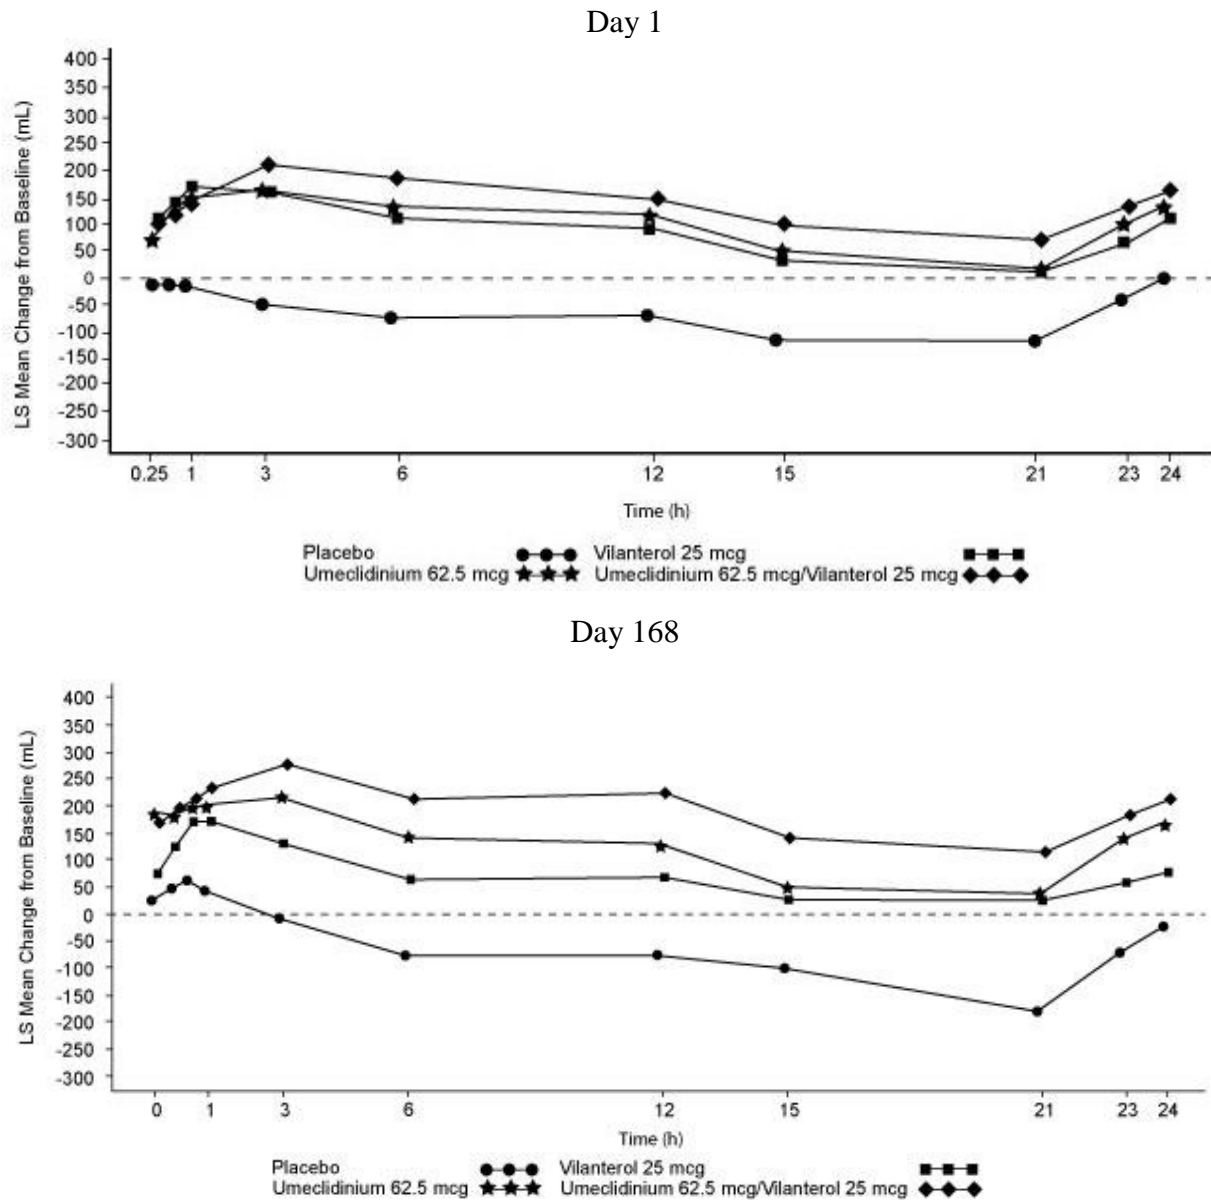 Day 1
LS Mean Change from Baseline (mL)
400
350
300
250
200
150
100
50
0
-50
-100
-150
-200
-250
-300
0.25 1 3 6 12 15 21 23 24
Time (h)
Placebo Vilanterol 25 mcg
Umeclidinium 62.5 mcg Umeclidinium 62.5 mcg/Vilanterol 25 mcg
Day 168
LS Mean Change from Baseline (mL)
400
350
300
250
200
150
100
50
0
-50
-100
-150
-200
-250
-300
0 1 3 6 12 15 21 23 24
Time (h)
Placebo Vilanterol 25 mcg
Umeclidinium 62.5 mcg Umeclidinium 62.5 mcg/Vilanterol 25 mcg